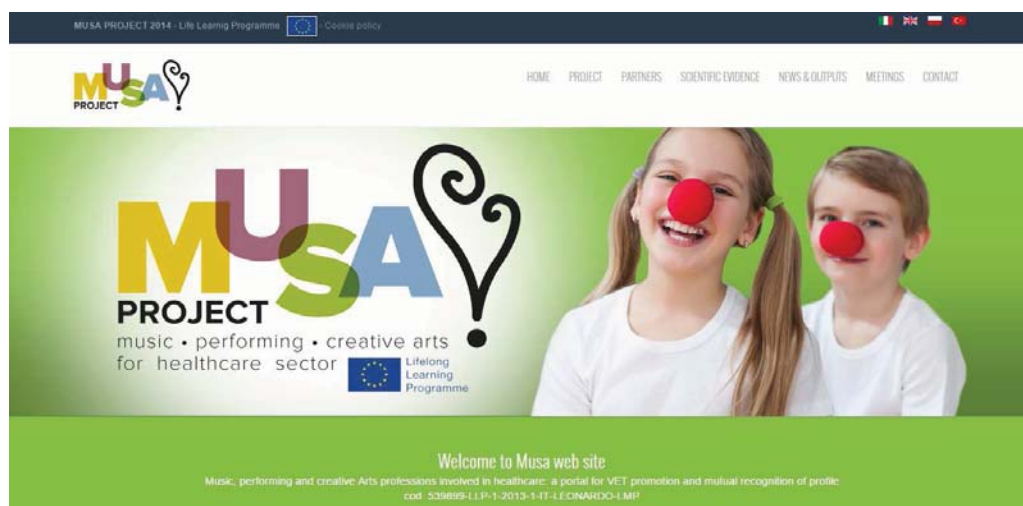 MUSA PROJECT 2014 - Life Learnig Programme - Cookie policy
MUSA
PROJECT
HOME PROJECT PARTNERS SCIENTIFIC EVIDENCE NEWS & OUTPUTS MEETINGS CONTACT
MUSA
PROJECT
music • performing • creative arts
for healthcare sector
Lifelong
Learning
Programme
Welcome to Musa web site
Music, performing and creative Arts professions involved in healthcare: a portal for VET promotion and mutual recognition of profile
cod. 539899-LLP-1-2013-1-IT-LEONARDO-LMP